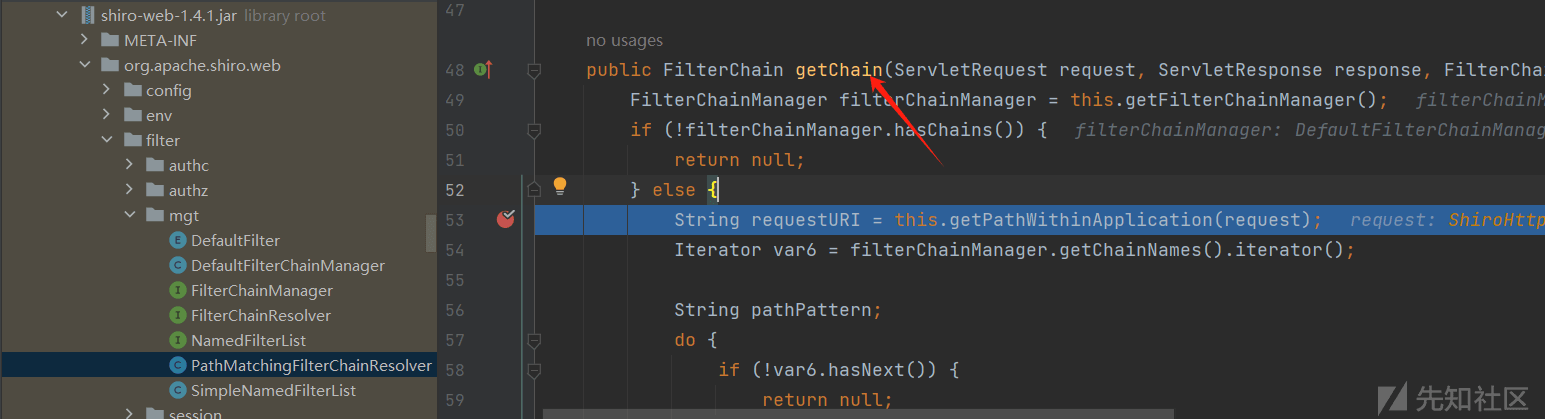 shiro-web-1.4.1.jar library root
META-INF
org.apache.shiro.web
config
env
filter
authc
authz
mgt
DefaultFilter
DefaultFilterChainManager
FilterChainManager
FilterChainResolver
NamedFilterList
PathMatchingFilterChainResolver
SimpleNamedFilterList
session
47
no usages
48 public FilterChain getChain(ServletRequest request, ServletResponse response, FilterChai
49 FilterChainManager filterChainManager = this.getFilterChainManager(); filterChainM
50 if (!filterChainManager.hasChains()) { filterChainManager: DefaultFilterChainManag
51 return null;
52 } else {
53 String requestURI = this.getPathWithinApplication(request); request: ShiroHttp
54 Iterator var6 = filterChainManager.getChainNames().iterator();
55
56 String pathPattern;
57 do {
58 if (!var6.hasNext()) {
59 return null;
先知社区